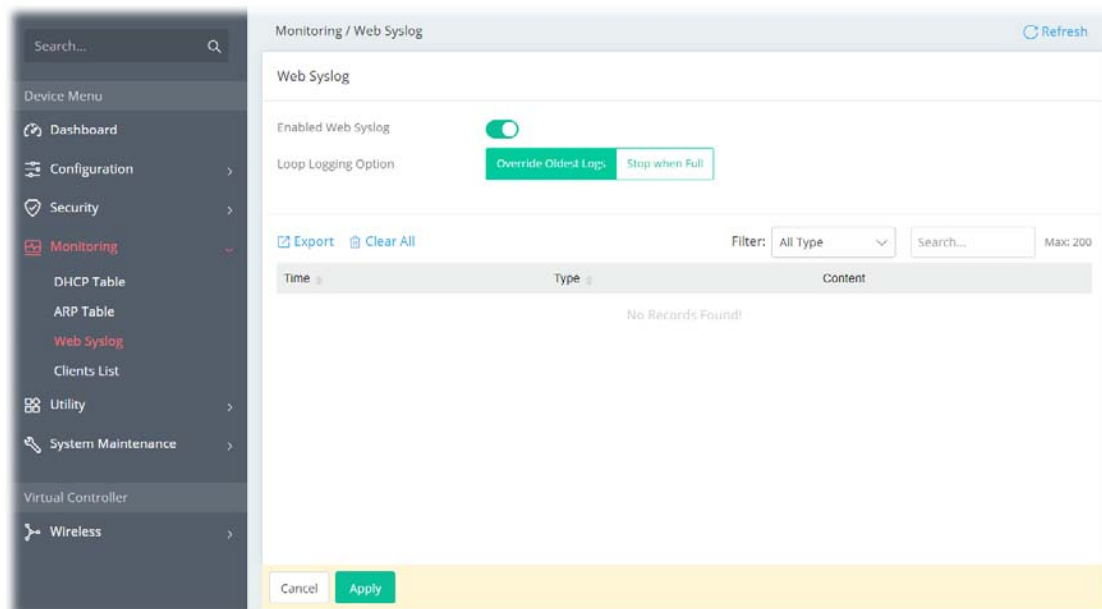 Search...
Device Menu
Dashboard
Configuration
Security
Monitoring
DHCP Table
ARP Table
Web Syslog
Clients List
Utility
System Maintenance
Virtual Controller
Wireless
Monitoring / Web Syslog
Refresh
Web Syslog
Enabled Web Syslog
Loop Logging Option
Override Oldest Logs Stop when Full
Export Clear All Filter: All Type Search... Max: 200
Time Type Content
No Records Found!
Cancel Apply